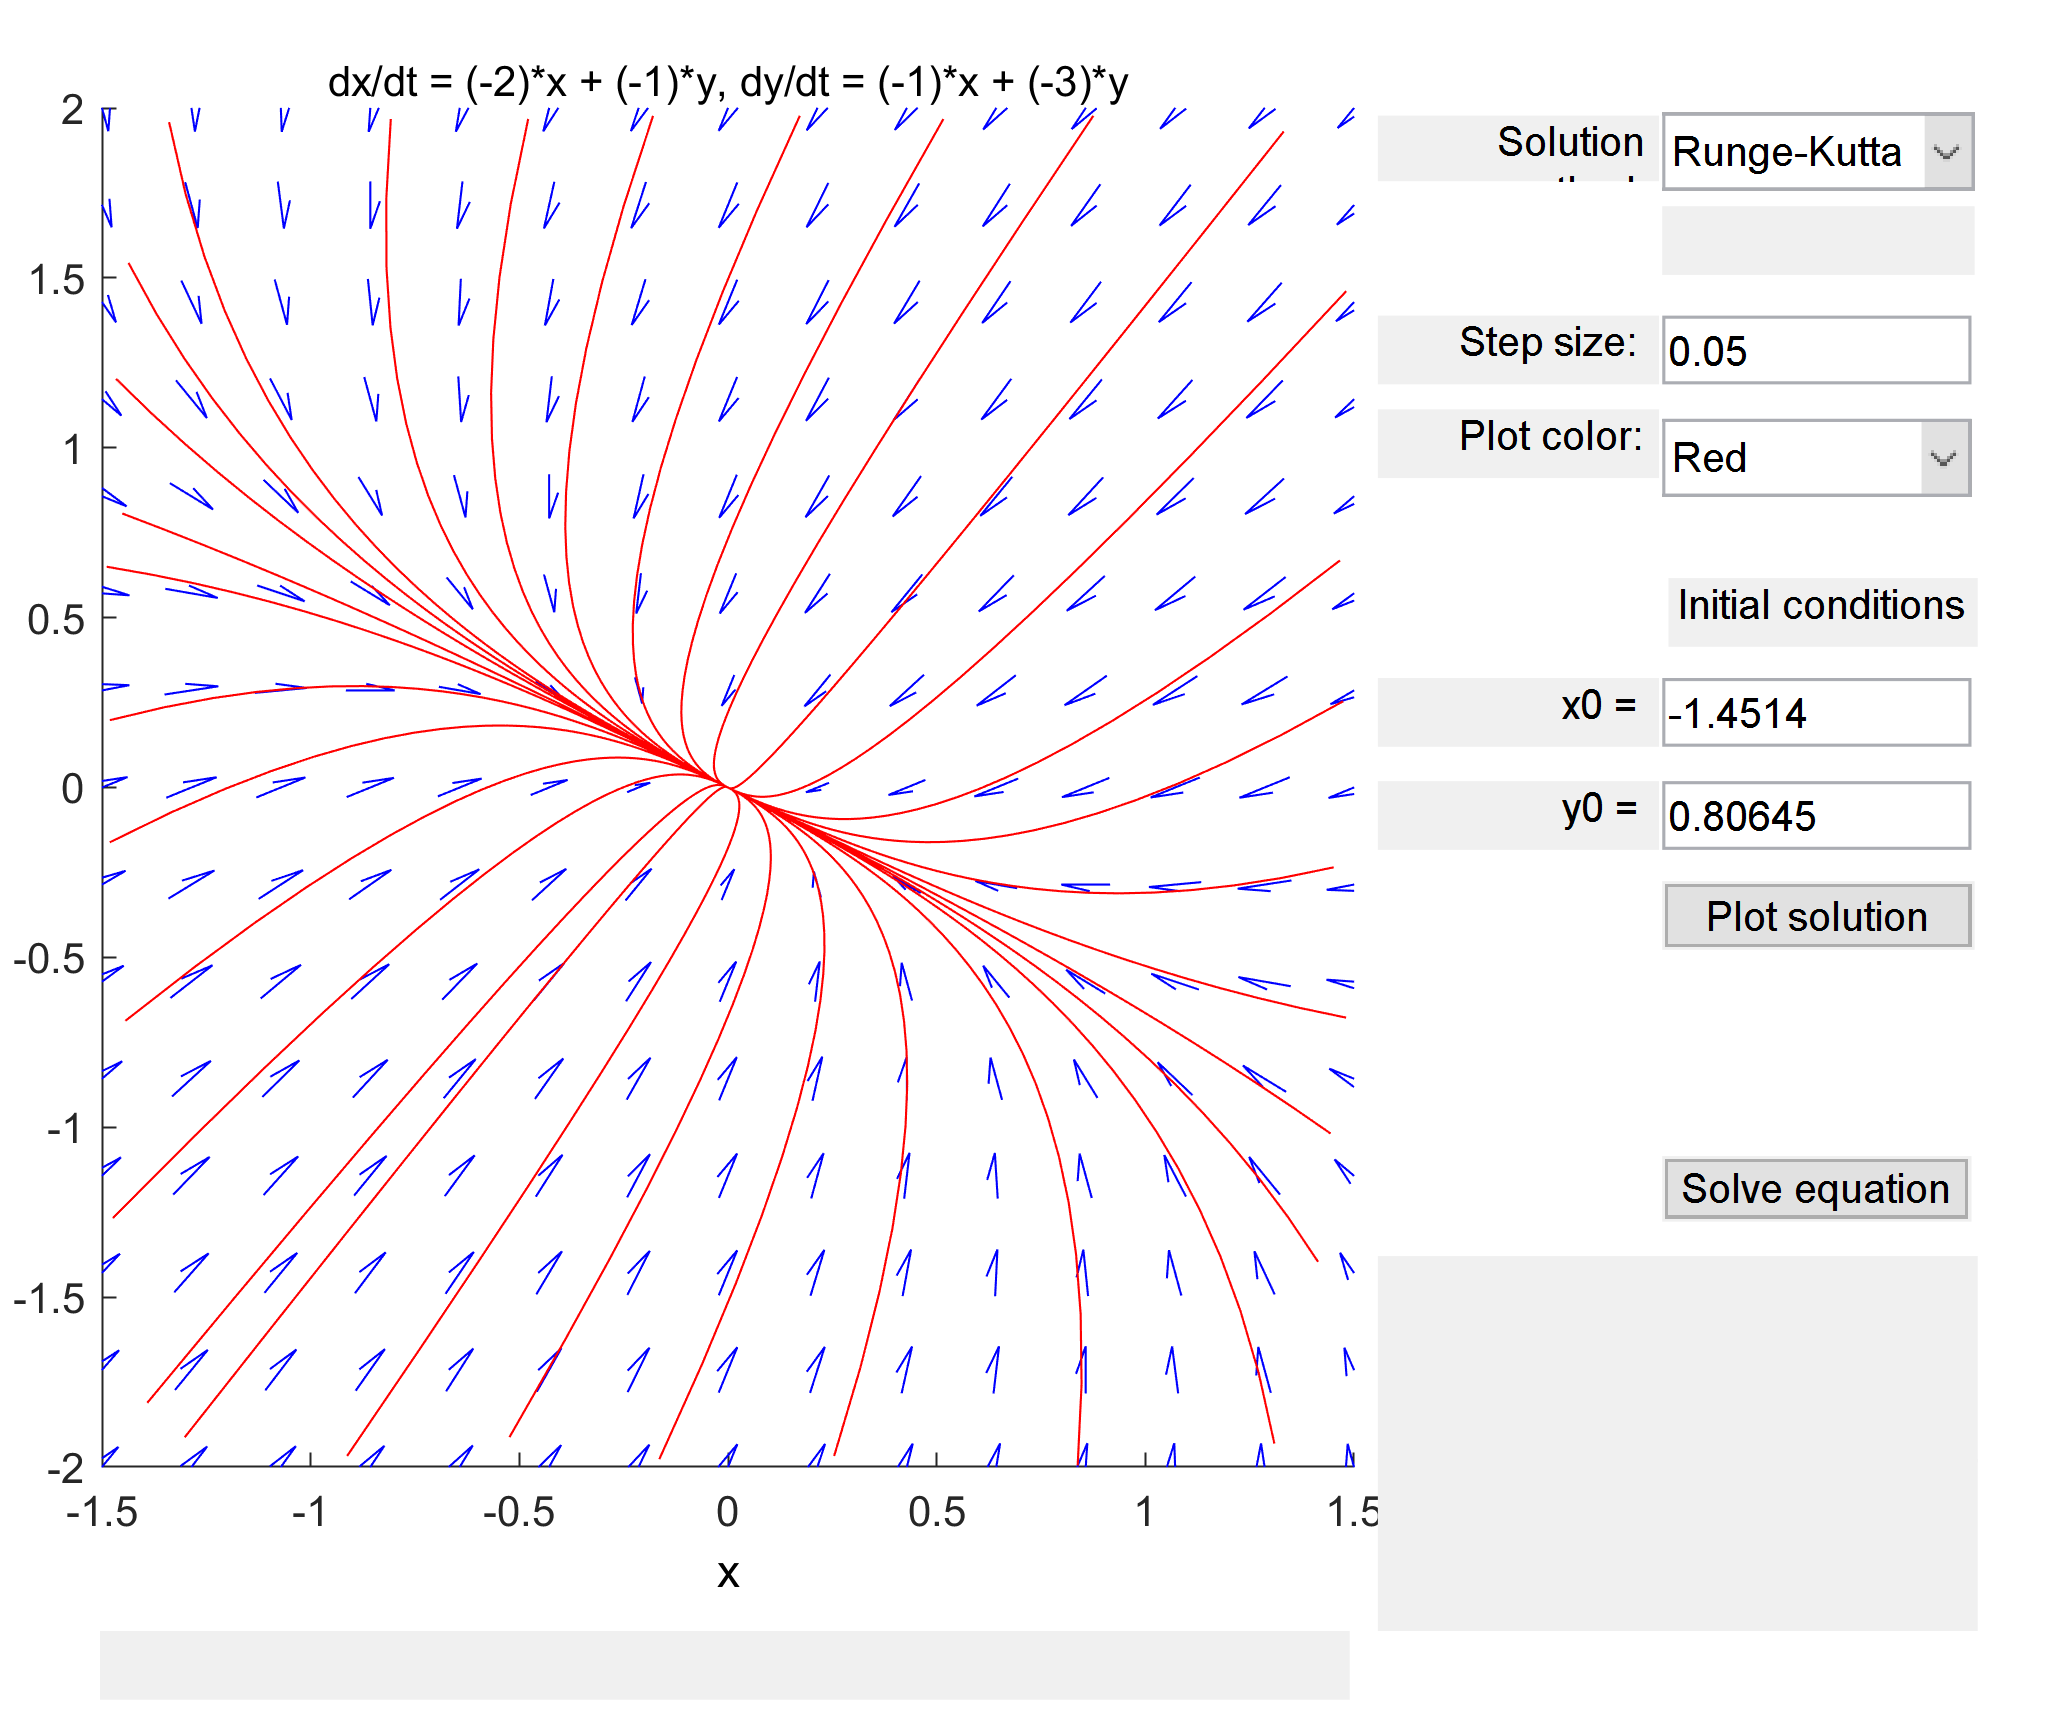 dx/dt = (-2)*x + (-1)*y, dy/dt = (-1)*x + (-3)*y
2
1.5
1
0.5
0
-0.5
-1
-1.5
-2
-1.5
-1
-0.5
0
0.5
1
1.5
x
Solution
Runge-Kutta
Step size:
0.05
Plot color:
Red
Initial conditions
x0 =
-1.4514
y0 =
0.80645
Plot solution
Solve equation